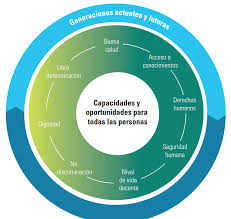 Generaciones actuales y futuras
Buena
salud
Acceso a
conocimientos
Derechos
humanos
Seguridad
humana
Nivel
de vida
decente
No
discriminación
Dignidad
Libre
determinación
Capacidades y
oportunidades para
todas las personas